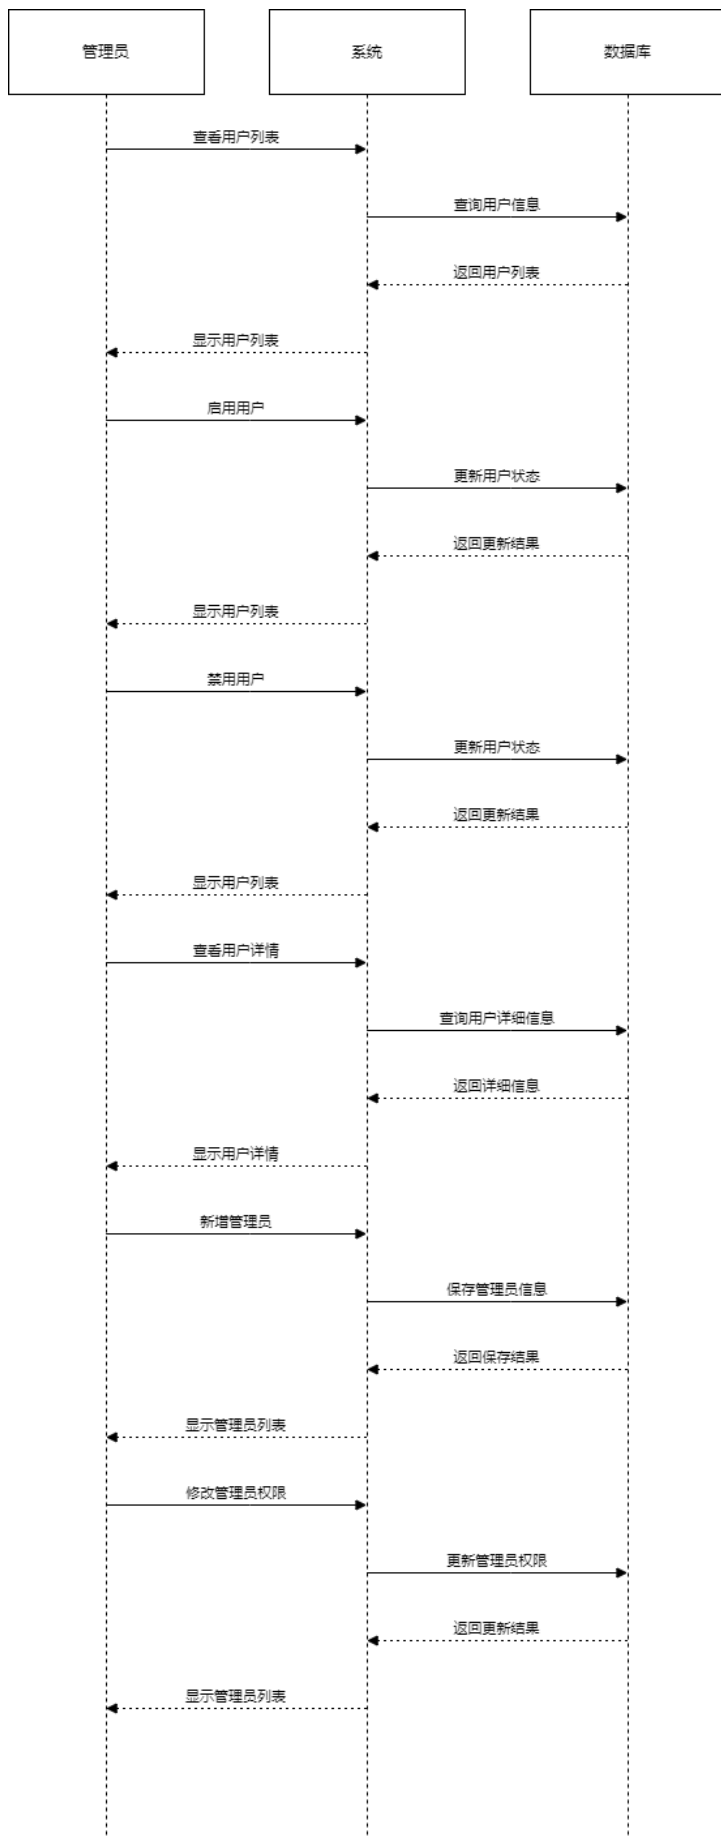 管理员
系统
数据库
查看用户列表
查询用户信息
返回用户列表
显示用户列表
启用用户
更新用户状态
返回更新结果
显示用户列表
禁用用户
更新用户状态
返回更新结果
显示用户列表
查看用户详情
查询用户详细信息
返回详细信息
显示用户详情
新增管理员
保存管理员信息
返回保存结果
显示管理员列表
修改管理员权限
更新管理员权限
返回更新结果
显示管理员列表